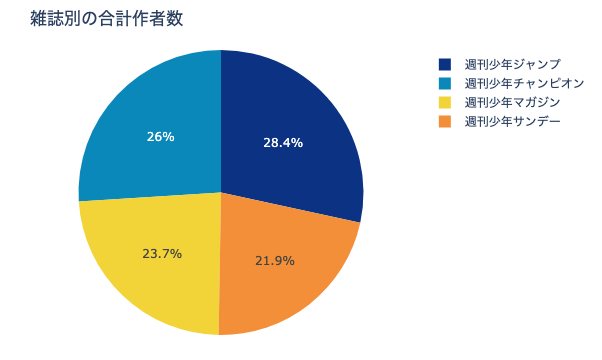 雑誌別の合計作者数
週刊少年ジャンプ
週刊少年チャンピオン
週刊少年マガジン
週刊少年サンデー
26%
28.4%
23.7%
21.9%